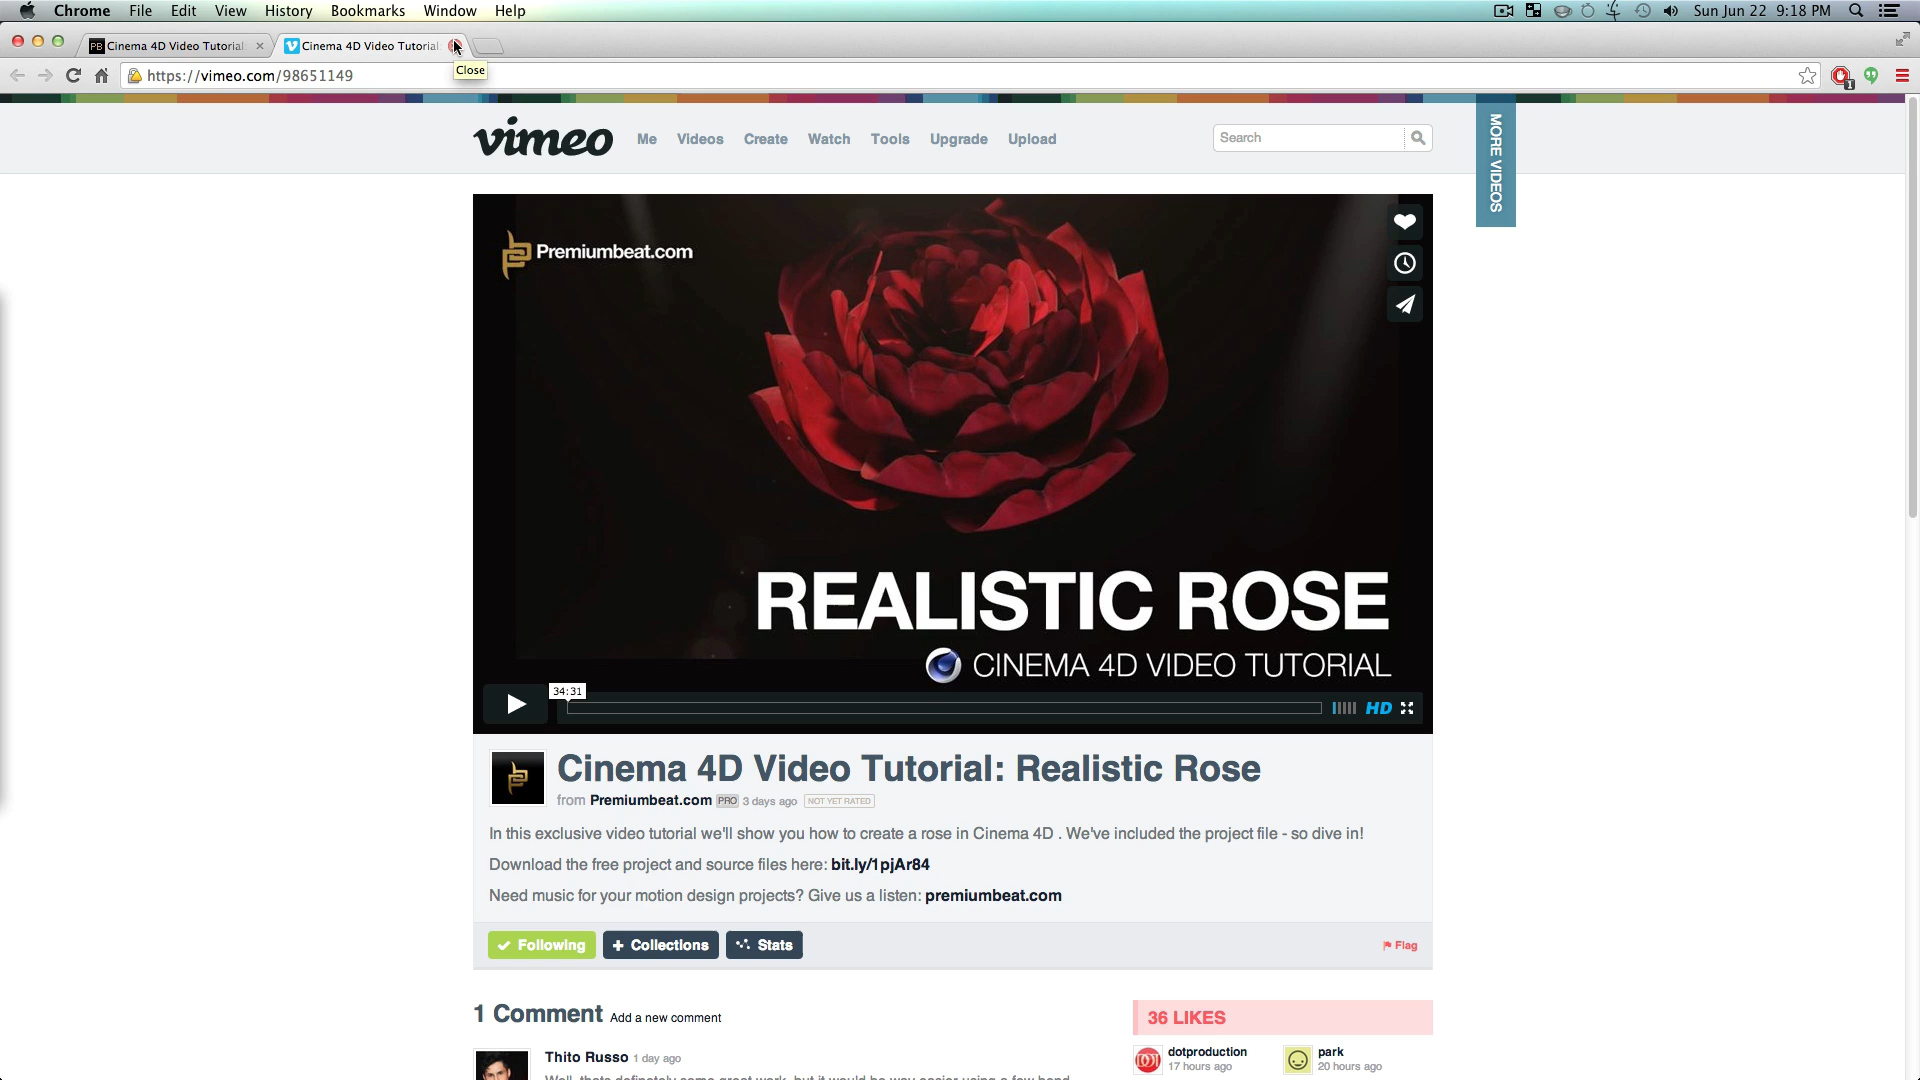 Chrome File Edit View History Bookmarks Window Help
Sun Jun 22 9:18 PM
PB Cinema 4D Video Tutorial
Cinema 4D Video Tutorial:
Close
https://vimeo.com/98651149
1
vimeo
Me Videos Create Watch Tools Upgrade Upload
Search
MORE VIDEOS
Premiumbeat.com
REALISTIC ROSE
CINEMA 4D VIDEO TUTORIAL
34:31
HD
Cinema 4D Video Tutorial: Realistic Rose
from Premiumbeat.com PRO 3 days ago NOT YET RATED
In this exclusive video tutorial we'll show you how to create a rose in Cinema 4D . We've included the project file - so dive in!
Download the free project and source files here: bit.ly/1pjAr84
Need music for your motion design projects? Give us a listen: premiumbeat.com
Following + Collections Stats
Flag
1 Comment Add a new comment
36 LIKES
Thito Russo 1 day ago
dotproduction
17 hours ago
park
20 hours ago